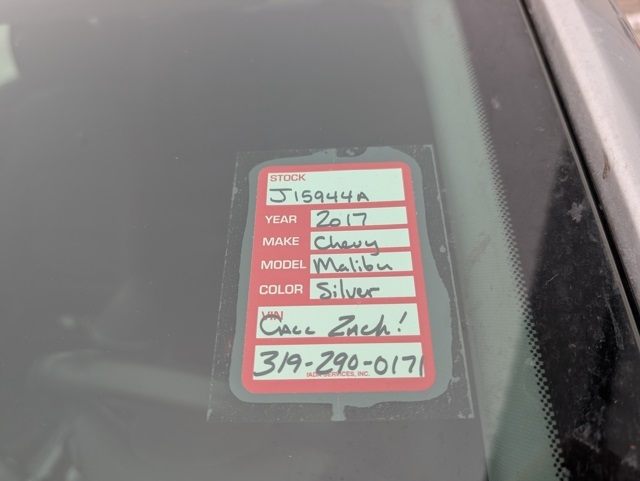 STOCK
J15944A
YEAR 2017
MAKE Chevy
MODEL Malibu
COLOR Silver
VIN
CALL ZACH!
319-290-0171